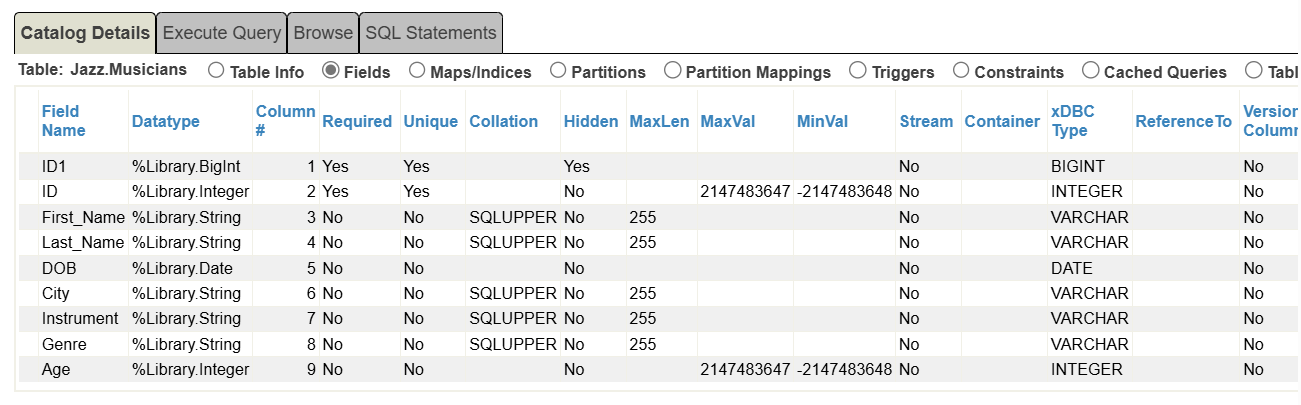 Catalog Details Execute Query Browse SQL Statements
Table: Jazz.Musicians Table Info Fields Maps/Indices Partitions Partition Mappings Triggers Constraints Cached Queries Tabl
Field Name Datatype Column # Required Unique Collation Hidden MaxLen MaxVal MinVal Stream Container xDBC Type ReferenceTo Version Column
ID1 %Library.BigInt 1 Yes Yes Yes No BIGINT No
ID %Library.Integer 2 Yes Yes No 2147483647 -2147483648 No INTEGER No
First_Name %Library.String 3 No No SQLUPPER No 255 No VARCHAR No
Last_Name %Library.String 4 No No SQLUPPER No 255 No VARCHAR No
DOB %Library.Date 5 No No No No DATE No
City %Library.String 6 No No SQLUPPER No 255 No VARCHAR No
Instrument %Library.String 7 No No SQLUPPER No 255 No VARCHAR No
Genre %Library.String 8 No No SQLUPPER No 255 No VARCHAR No
Age %Library.Integer 9 No No No 2147483647 -2147483648 No INTEGER No